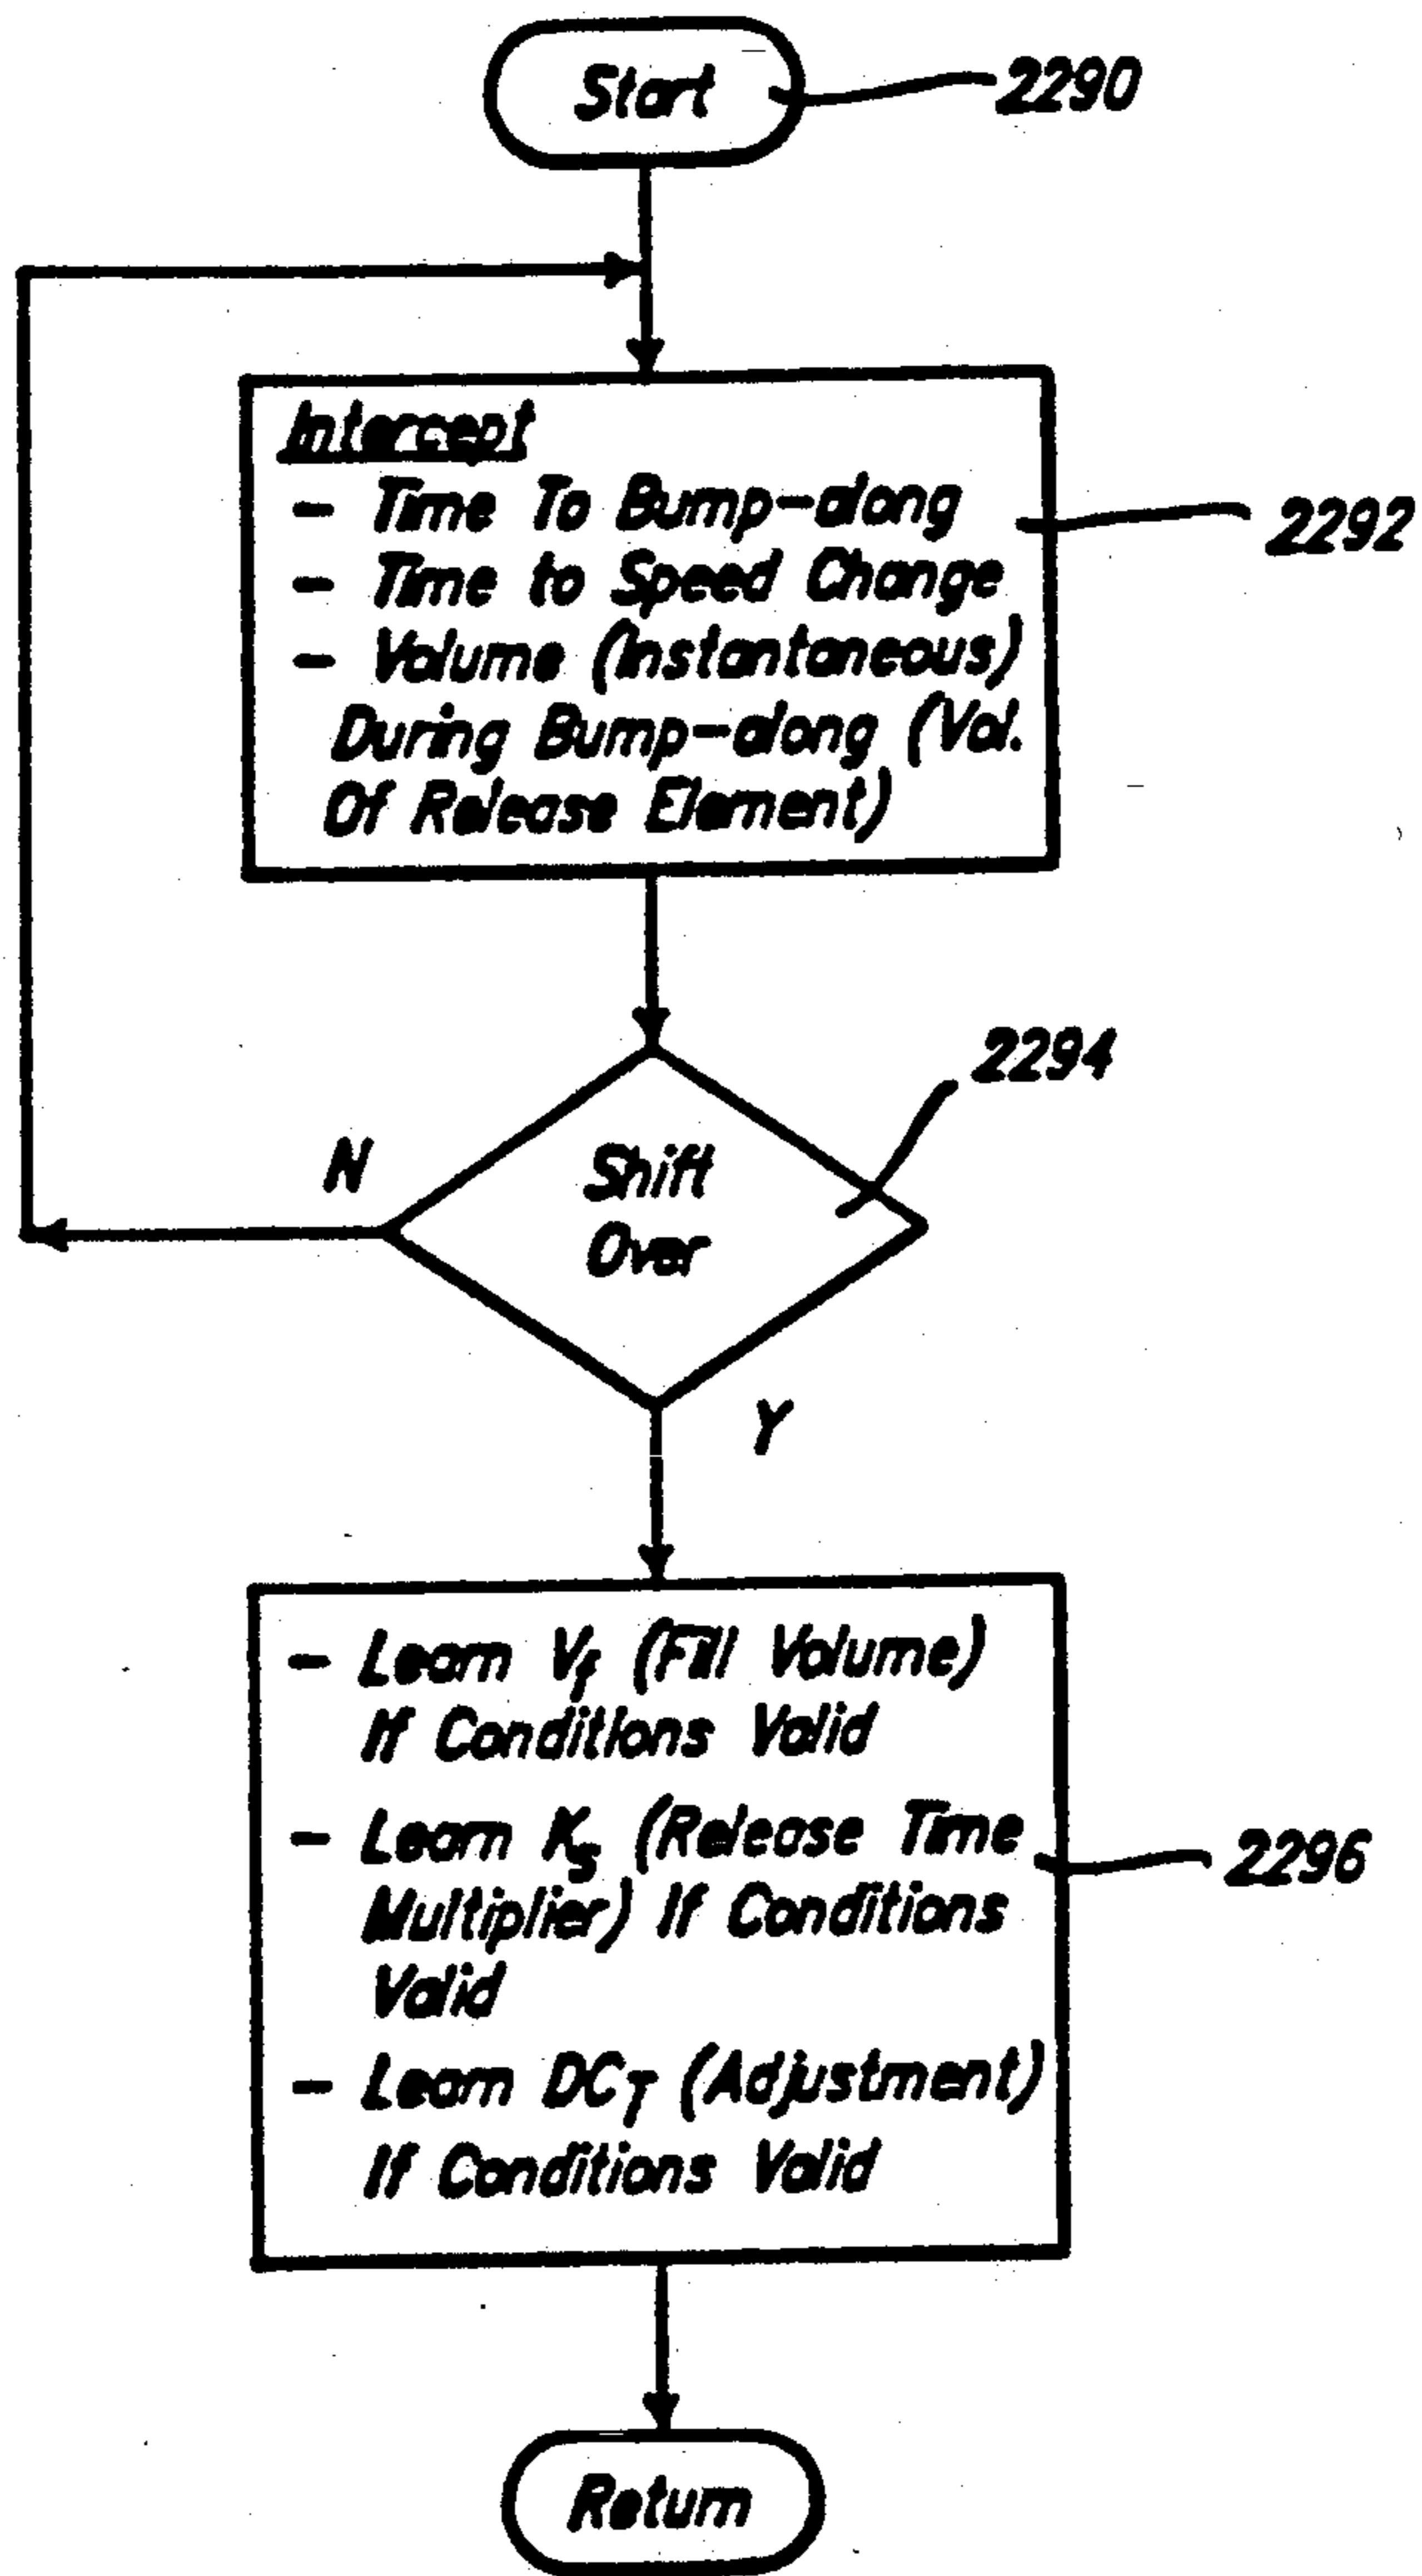 Start
2290
Intercept
- Time To Bump-along
- Time to Speed Change
- Volume (Instantaneous)
During Bump-along (Vol.
Of Release Element)
2292
2294
N
Shift
Over
Y
- Learn Vf (Fill Volume)
If Conditions Valid
- Learn Ks (Release Time
Multiplier) If Conditions
Valid
- Learn DCT (Adjustment)
If Conditions Valid
2296
Return